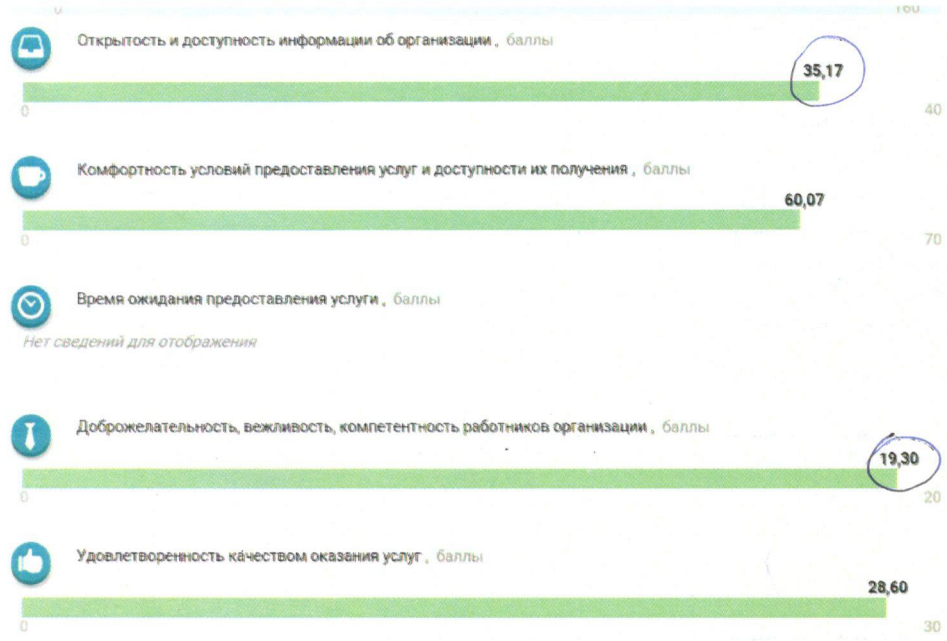 0 160
Открытость и доступность информации об организации, баллы
35,17
0 40
Комфортность условий предоставления услуг и доступности их получения, баллы
60,07
0 70
Время ожидания предоставления услуги, баллы
Нет сведений для отображения
Доброжелательность, вежливость, компетентность работников организации, баллы
19,30
0 20
Удовлетворенность качеством оказания услуг, баллы
28,60
0 30